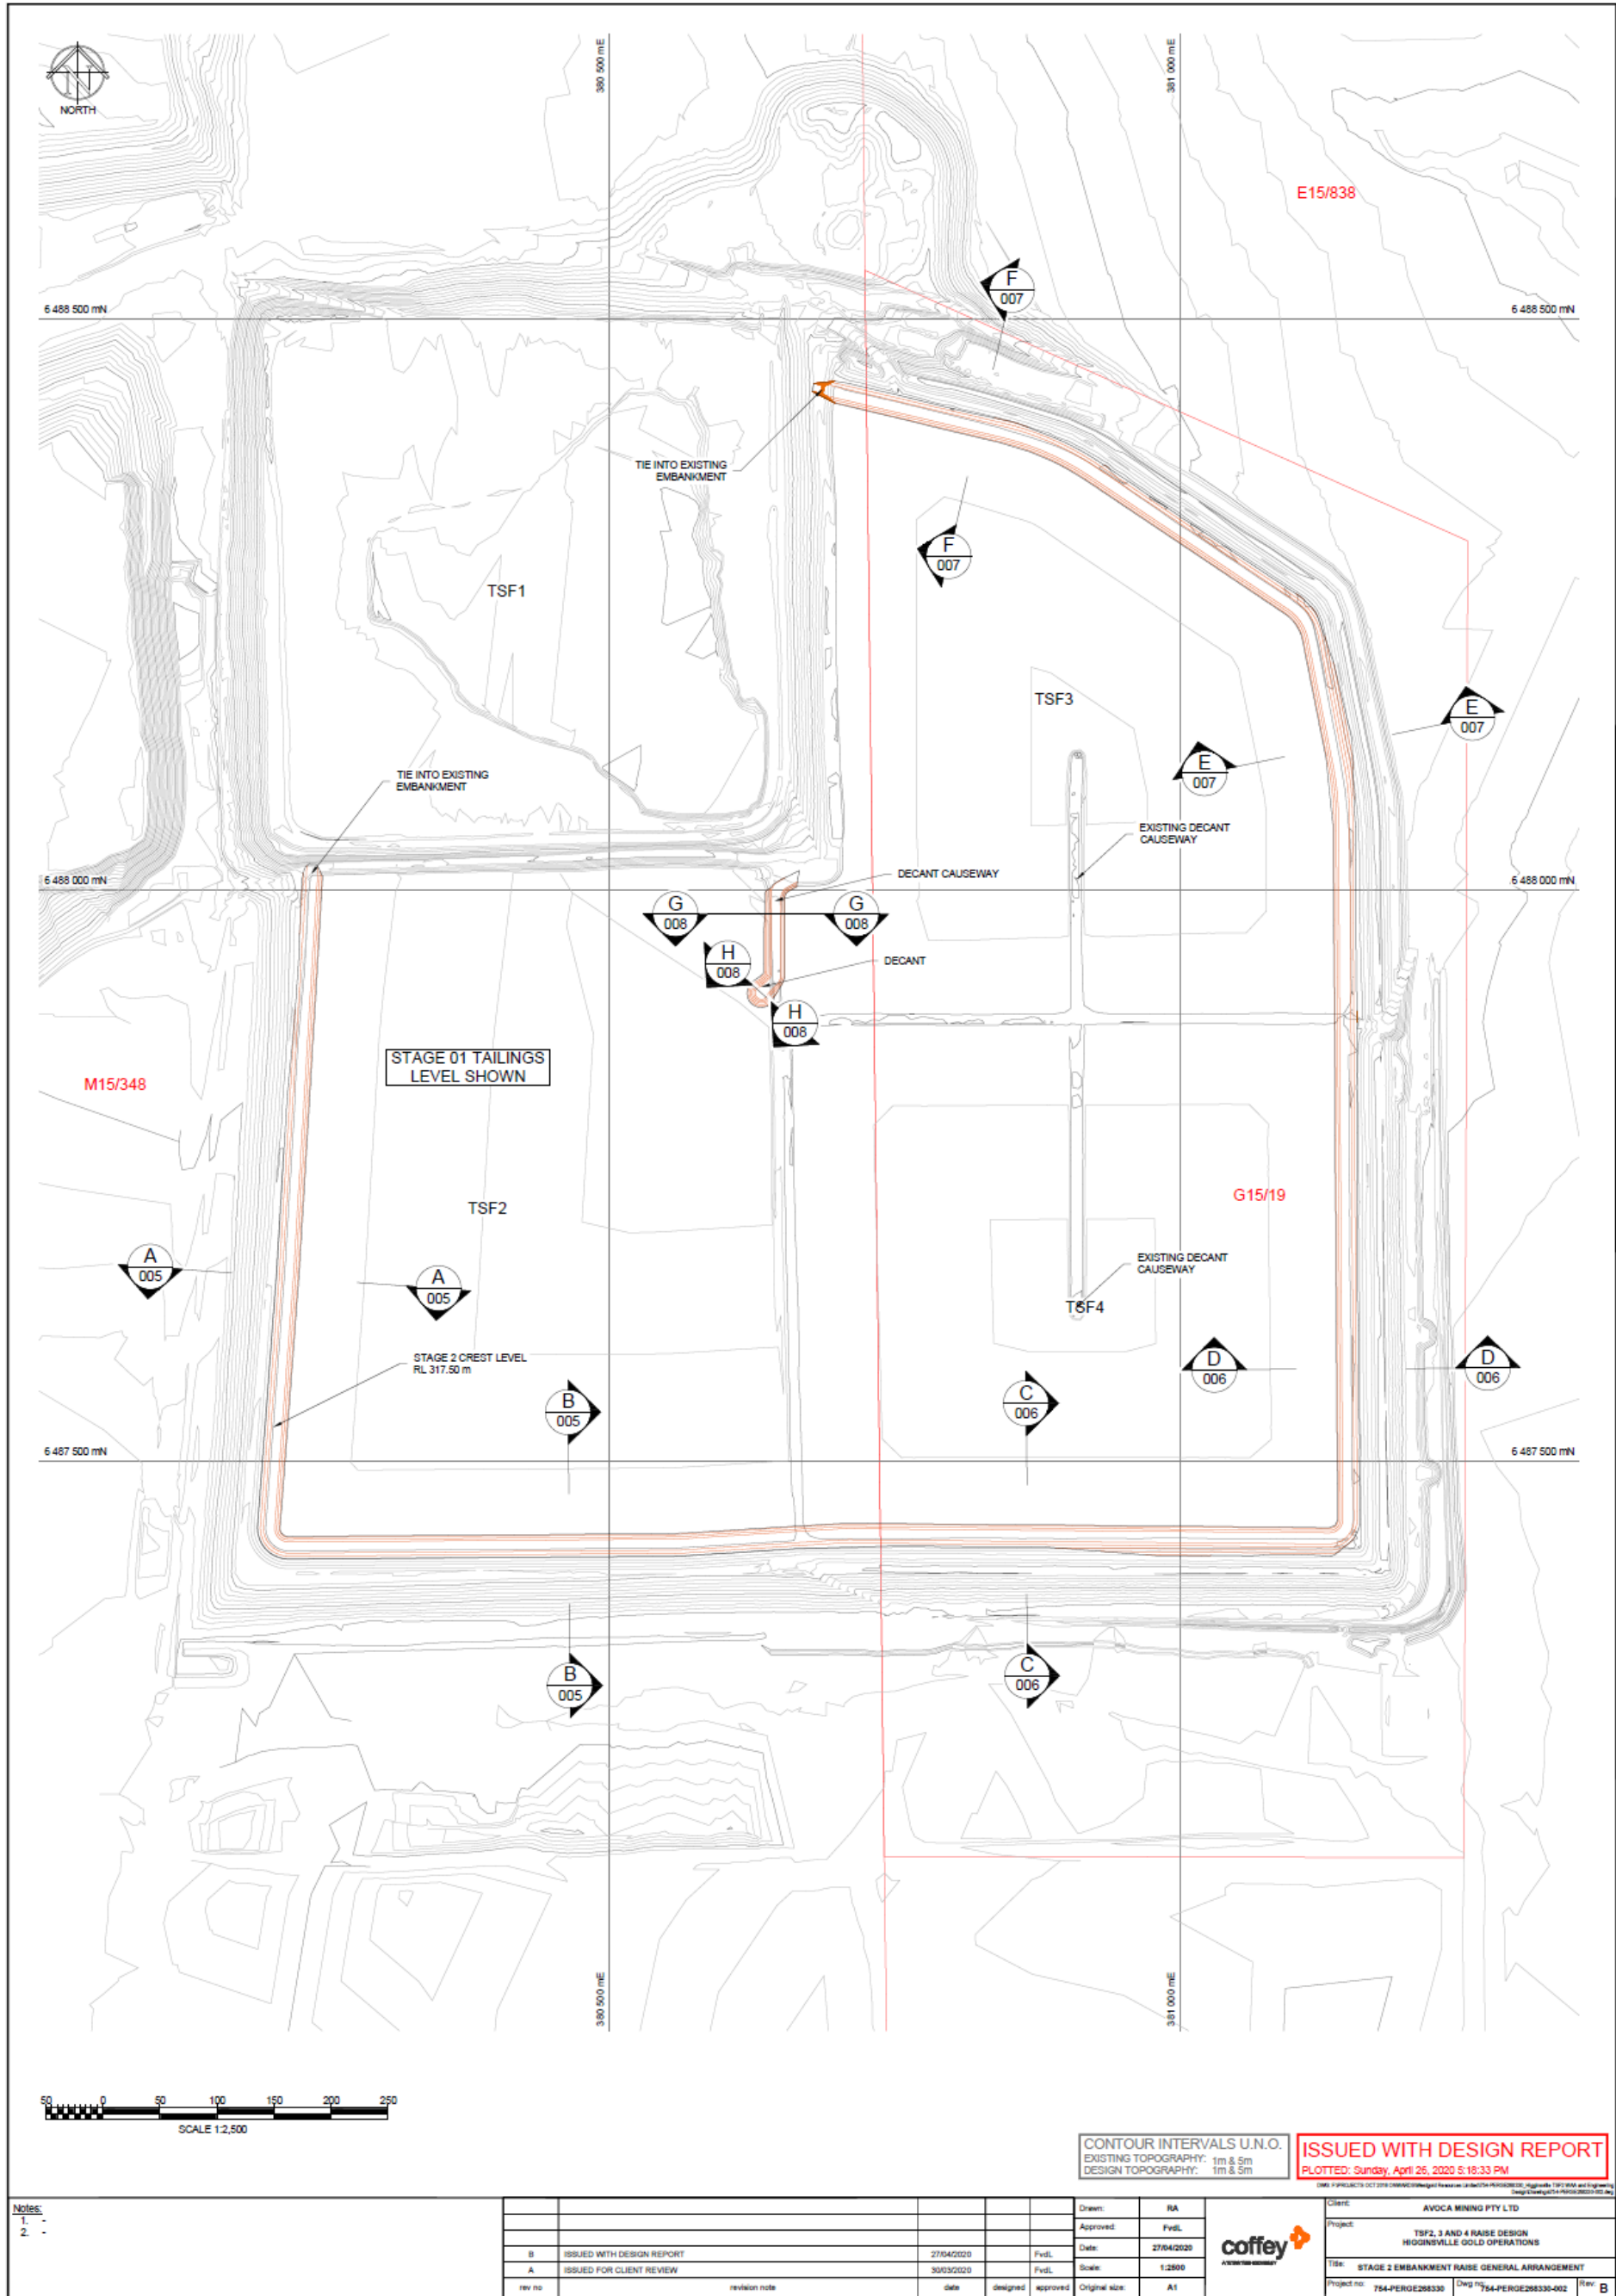 NORTH
380 500 mE
381 000 mE
E15/838
F
007
6 488 500 mN
6 488 500 mN
TIE INTO EXISTING
EMBANKMENT
F
007
TSF1
TSF3
E
007
E
007
TIE INTO EXISTING
EMBANKMENT
EXISTING DECANT
CAUSEWAY
6 488 000 mN
DECANT CAUSEWAY
6 488 000 mN
G
008
G
008
H
008
DECANT
H
008
STAGE 01 TAILINGS
LEVEL SHOWN
M15/348
TSF2
G15/19
A
005
A
005
EXISTING DECANT
CAUSEWAY
TSF4
STAGE 2 CREST LEVEL
RL 317.50 m
D
006
D
006
B
005
C
006
6 487 500 mN
6 487 500 mN
B
005
C
006
380 500 mE
381 000 mE
50 0 50 100 150 200 250
SCALE 1:2,500
CONTOUR INTERVALS U.N.O.
EXISTING TOPOGRAPHY: 1m & 5m
DESIGN TOPOGRAPHY: 1m & 5m
ISSUED WITH DESIGN REPORT
PLOTTED: Sunday, April 26, 2020 5:18:33 PM
Notes:
1. -
2. -
B ISSUED WITH DESIGN REPORT 27/04/2020 FvdL
A ISSUED FOR CLIENT REVIEW 30/03/2020 FvdL
rev no revision note date designed approved
Drawn: RA
Approved: FvdL
Date: 27/04/2020
Scale: 1:2500
Original size: A1
coffey
Client: AVOCA MINING PTY LTD
Project: TSF2, 3 AND 4 RAISE DESIGN
HIGGINSVILLE GOLD OPERATIONS
Title: STAGE 2 EMBANKMENT RAISE GENERAL ARRANGEMENT
Project no: 754-PERGE268330 Dwg no: 754-PERGE268330-002 Rev: B